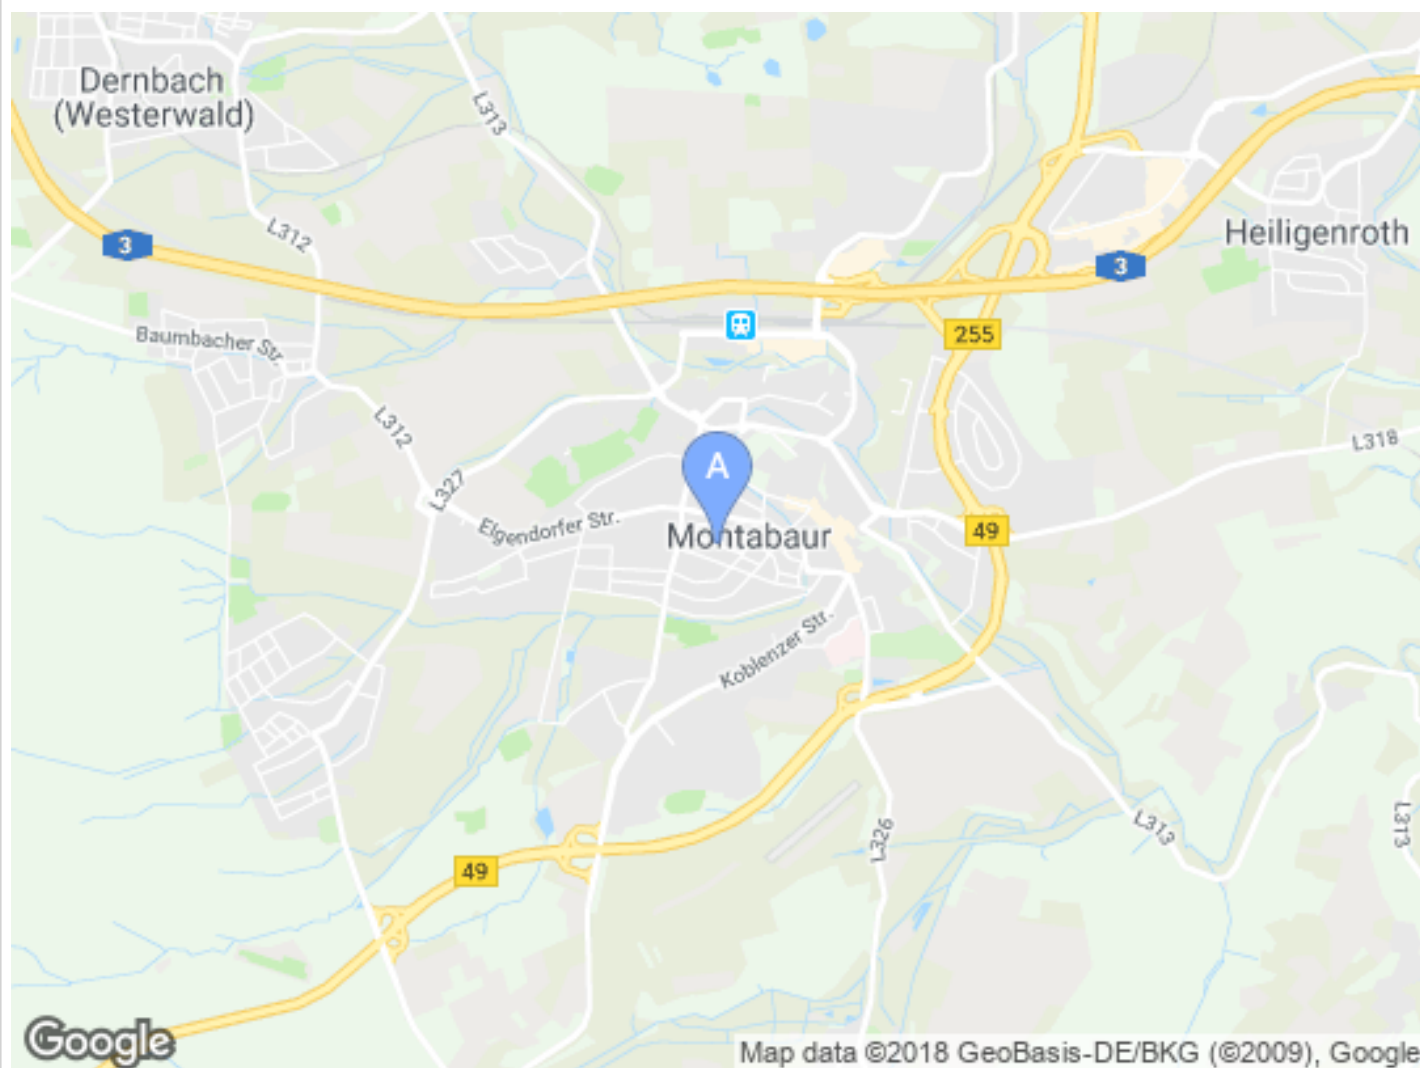 Dernbach
(Westerwald)
L313
L312
3
3
Heiligenroth
Baumbacher Str.
255
L312
L318
A
L327
Elgendorfer Str.
Montabaur
49
Koblenzer Str.
L326
L313
L313
49
Google
Map data ©2018 GeoBasis-DE/BKG (©2009), Google